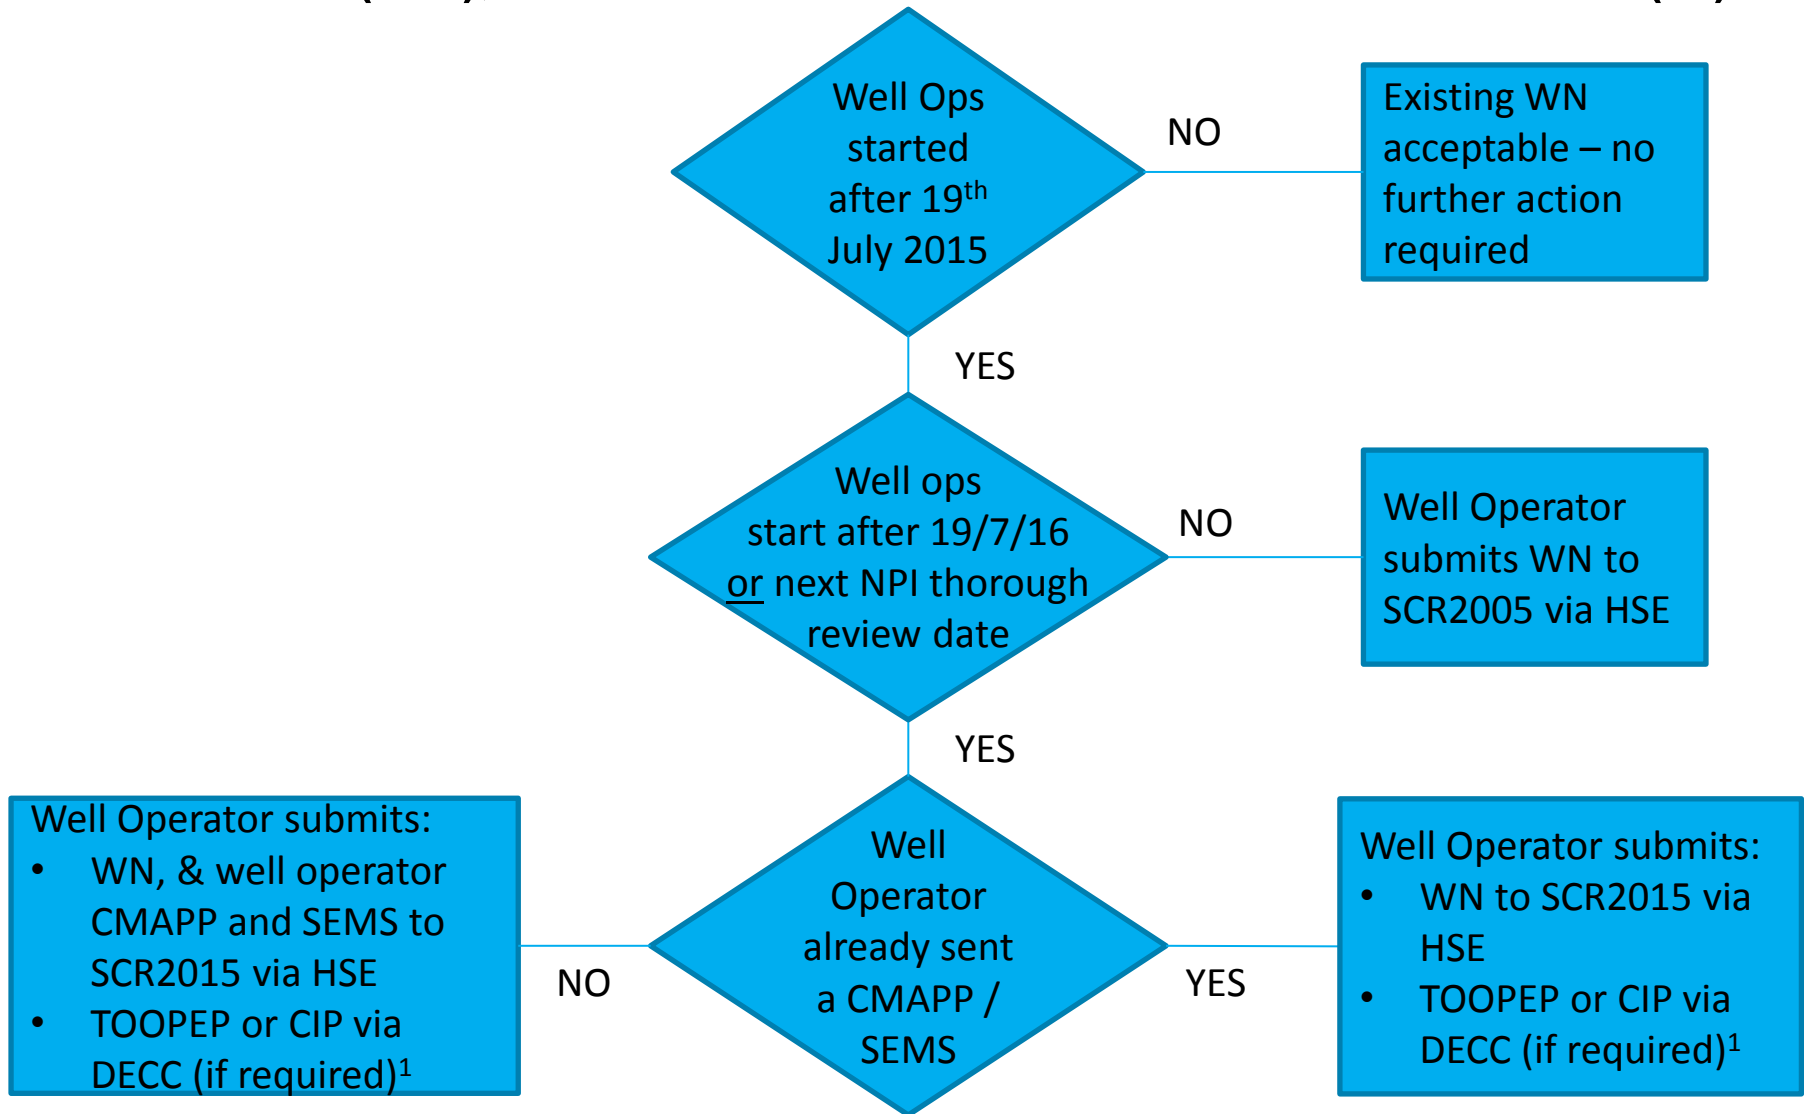 Well Ops
started
after 19th
July 2015
NO
Existing WN
acceptable – no
further action
required
YES
Well ops
start after 19/7/16
or next NPI thorough
review date
NO
Well Operator
submits WN to
SCR2005 via HSE
YES
Well Operator submits:
• WN, & well operator
CMAPP and SEMS to
SCR2015 via HSE
• TOOPEP or CIP via
DECC (if required)1
NO
Well
Operator
already sent
a CMAPP /
SEMS
YES
Well Operator submits:
• WN to SCR2015 via
HSE
• TOOPEP or CIP via
DECC (if required)1